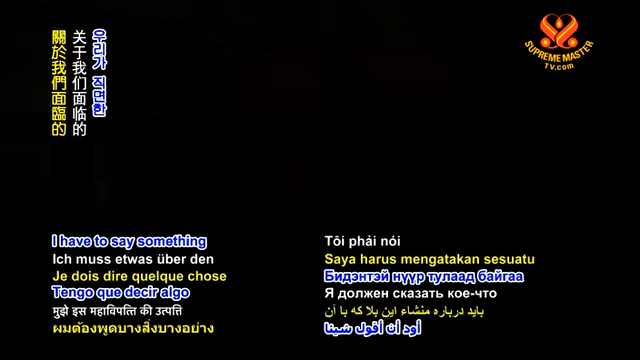 關於我們面臨的
关于我们面临的
우리가 직면한
SUPREME MASTER
TV.com
I have to say something
Ich muss etwas über den
Je dois dire quelque chose
Tengo que decir algo
मुझे इस महाविपत्ति की उत्पत्ति
ผมต้องพูดบางสิ่งบางอย่าง
Tôi phải nói
Saya harus mengatakan sesuatu
Бидэнтэй нүүр тулаад байгаа
Я должен сказать кое-что
باید درباره منشاء این بلا که با آن
أود أن أقول شيئا